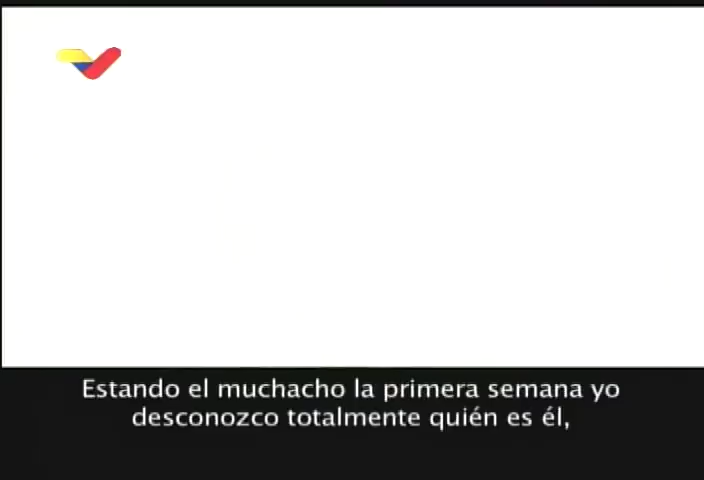 Estando el muchacho la primera semana yo
desconozco totalmente quién es él,